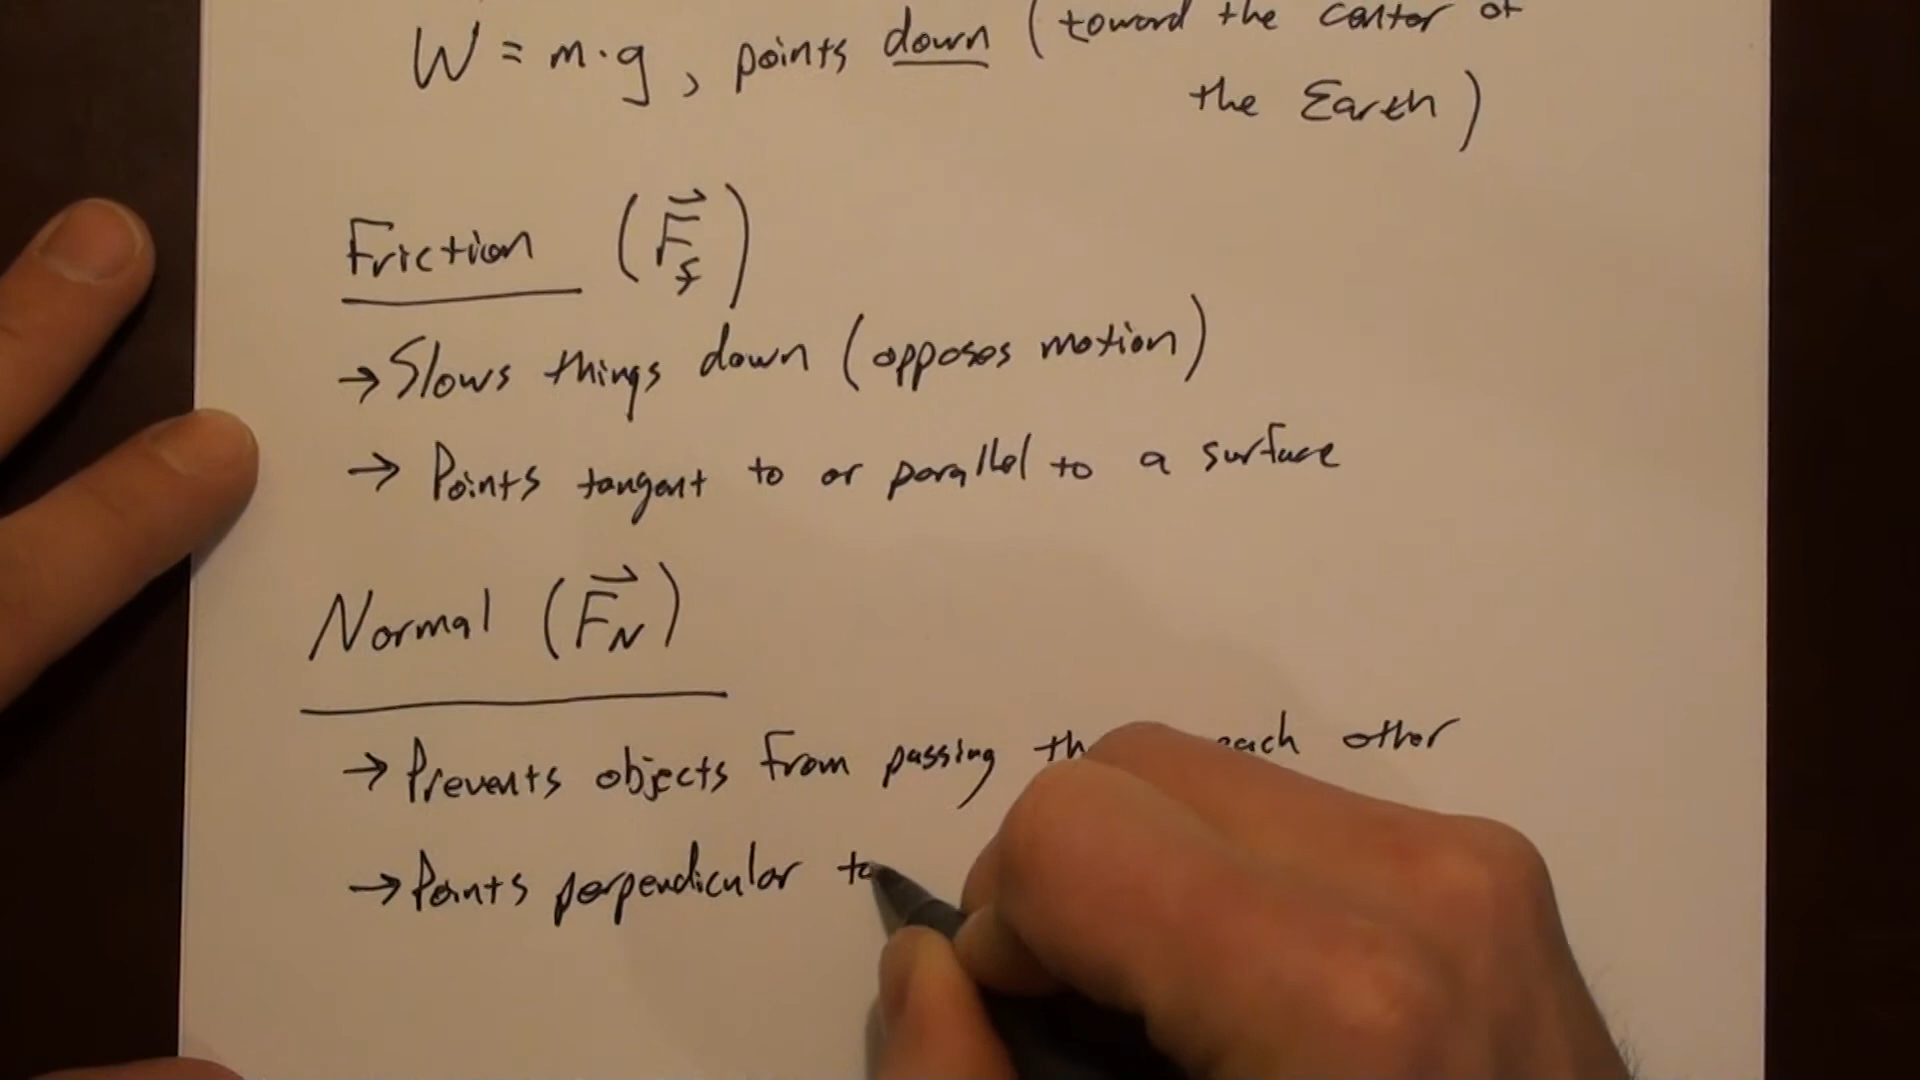 W = m·g, points down (toward the center of
the Earth)
Friction (F⃗f)
→ Slows things down (opposes motion)
→ Points tangent to or parallel to a surface
Normal (F⃗N)
→ Prevents objects from passing each other
→ Points perpendicular to